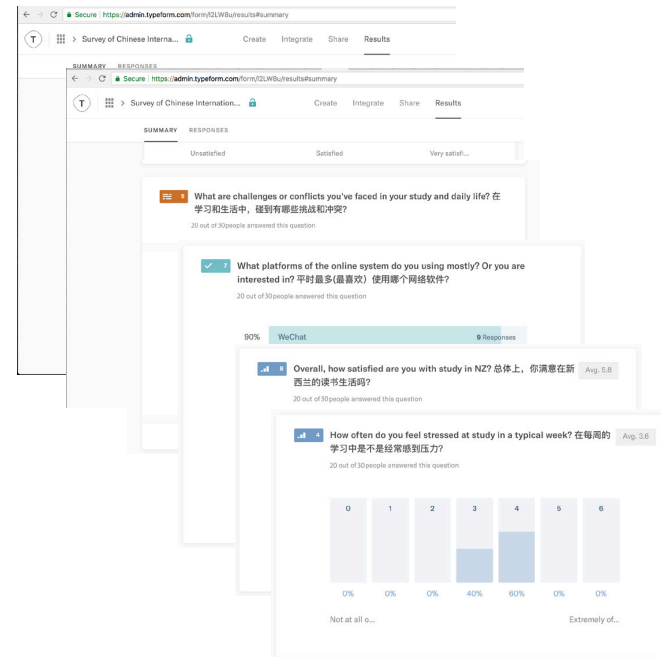 Secure | https://admin.typeform.com/form/I2LW8u/results#summary
T > Survey of Chinese Interna... Create Integrate Share Results
SUMMARY RESPONSES
Secure | https://admin.typeform.com/form/I2LW8u/results#summary
T > Survey of Chinese Internation... Create Integrate Share Results
SUMMARY RESPONSES
Unsatisfied Satisfied Very satisfi...
5 What are challenges or conflicts you've faced in your study and daily life? 在
学习和生活中，碰到有哪些挑战和冲突?
20 out of 30 people answered this question
7 What platforms of the online system do you using mostly? Or you are
interested in? 平时最多(最喜欢）使用哪个网络软件?
20 out of 30 people answered this question
90% WeChat 9 Responses
8 Overall, how satisfied are you with study in NZ? 总体上，你满意在新 Avg. 5.8
西兰的读书生活吗?
20 out of 30 people answered this question
4 How often do you feel stressed at study in a typical week? 在每周的 Avg. 3.6
学习中是不是经常感到压力?
20 out of 30 people answered this question
0 1 2 3 4 5 6
0% 0% 0% 40% 60% 0% 0%
Not at all o... Extremely of...